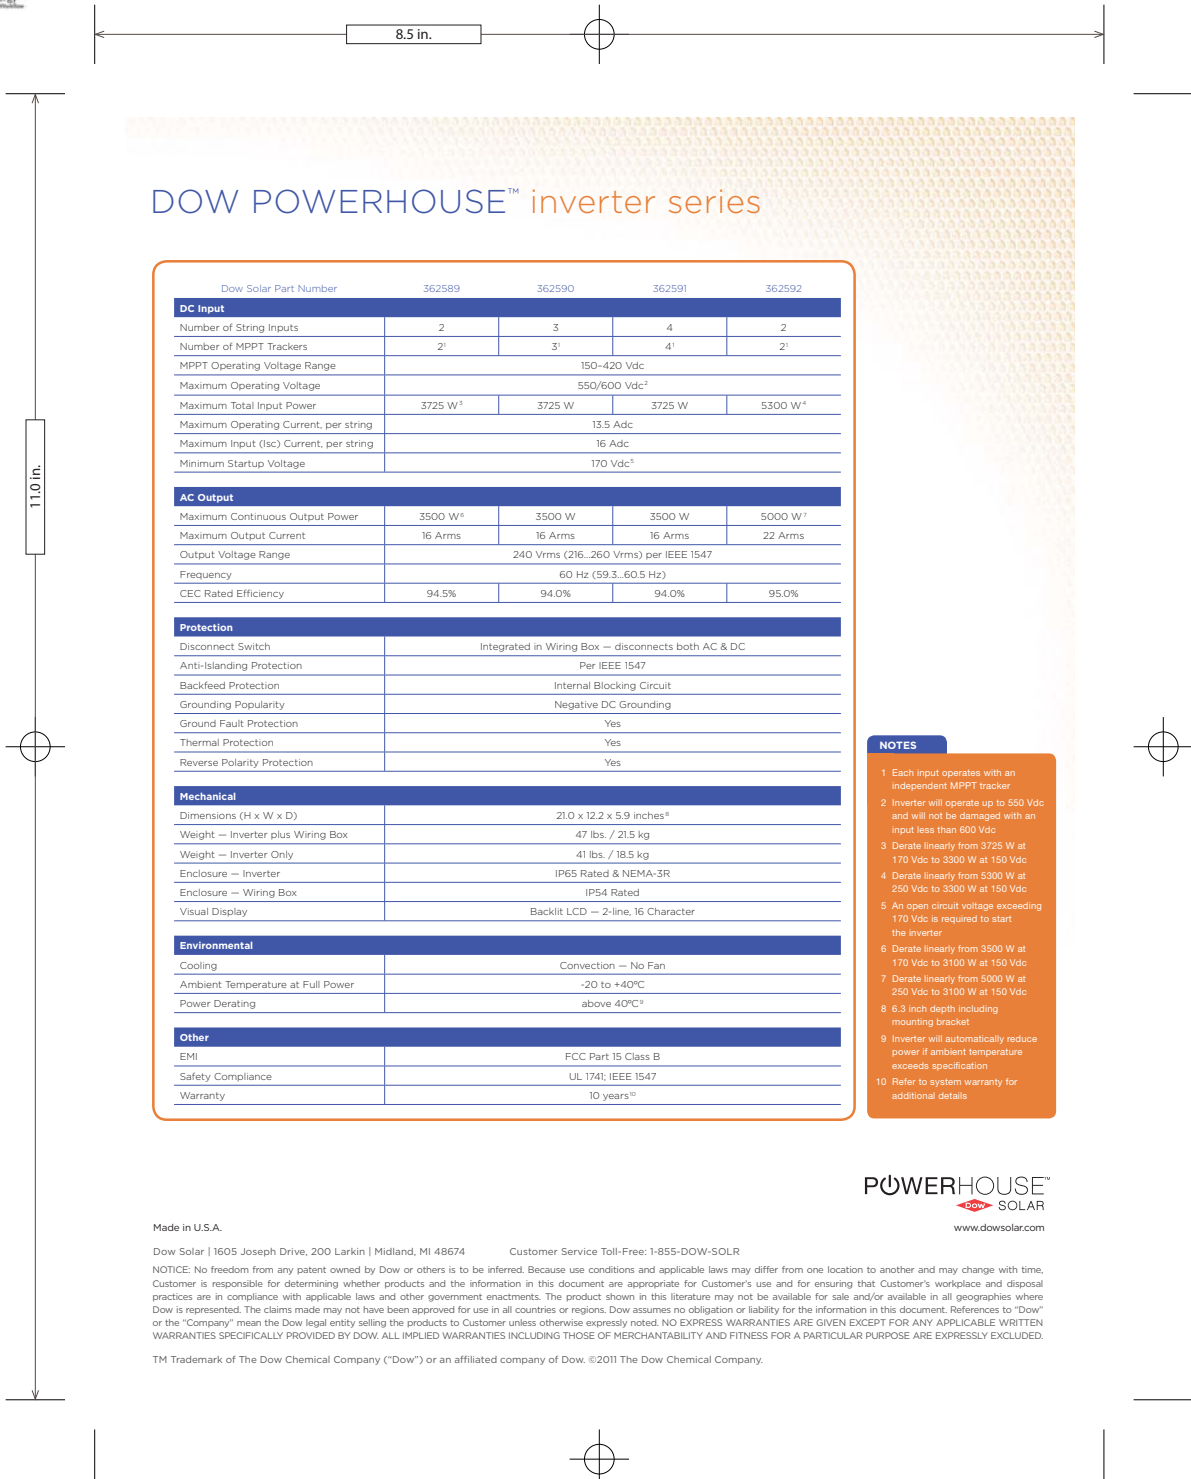 8.5 in.
11.0 in.
DOW POWERHOUSE™ inverter series
Dow Solar Part Number 362589 362590 362591 362592
DC Input
Number of String Inputs 2 3 4 2
Number of MPPT Trackers 2¹ 3¹ 4¹ 2¹
MPPT Operating Voltage Range 150–420 Vdc
Maximum Operating Voltage 550/600 Vdc²
Maximum Total Input Power 3725 W³ 3725 W 3725 W 5300 W⁴
Maximum Operating Current, per string 13.5 Adc
Maximum Input (Isc) Current, per string 16 Adc
Minimum Startup Voltage 170 Vdc⁵
AC Output
Maximum Continuous Output Power 3500 W⁶ 3500 W 3500 W 5000 W⁷
Maximum Output Current 16 Arms 16 Arms 16 Arms 22 Arms
Output Voltage Range 240 Vrms (216...260 Vrms) per IEEE 1547
Frequency 60 Hz (59.3...60.5 Hz)
CEC Rated Efficiency 94.5% 94.0% 94.0% 95.0%
Protection
Disconnect Switch Integrated in Wiring Box — disconnects both AC & DC
Anti-Islanding Protection Per IEEE 1547
Backfeed Protection Internal Blocking Circuit
Grounding Popularity Negative DC Grounding
Ground Fault Protection Yes
Thermal Protection Yes
Reverse Polarity Protection Yes
Mechanical
Dimensions (H x W x D) 21.0 x 12.2 x 5.9 inches⁸
Weight — Inverter plus Wiring Box 47 lbs. / 21.5 kg
Weight — Inverter Only 41 lbs. / 18.5 kg
Enclosure — Inverter IP65 Rated & NEMA-3R
Enclosure — Wiring Box IP54 Rated
Visual Display Backlit LCD — 2-line, 16 Character
Environmental
Cooling Convection — No Fan
Ambient Temperature at Full Power -20 to +40ºC
Power Derating above 40ºC⁹
Other
EMI FCC Part 15 Class B
Safety Compliance UL 1741; IEEE 1547
Warranty 10 years¹⁰
NOTES
1 Each input operates with an
independent MPPT tracker
2 Inverter will operate up to 550 Vdc
and will not be damaged with an
input less than 600 Vdc
3 Derate linearly from 3725 W at
170 Vdc to 3300 W at 150 Vdc
4 Derate linearly from 5300 W at
250 Vdc to 3300 W at 150 Vdc
5 An open circuit voltage exceeding
170 Vdc is required to start
the inverter
6 Derate linearly from 3500 W at
170 Vdc to 3100 W at 150 Vdc
7 Derate linearly from 5000 W at
250 Vdc to 3100 W at 150 Vdc
8 6.3 inch depth including
mounting bracket
9 Inverter will automatically reduce
power if ambient temperature
exceeds specification
10 Refer to system warranty for
additional details
POWERHOUSE™
Dow SOLAR
Made in U.S.A. www.dowsolar.com
Dow Solar | 1605 Joseph Drive, 200 Larkin | Midland, MI 48674 Customer Service Toll-Free: 1-855-DOW-SOLR
NOTICE: No freedom from any patent owned by Dow or others is to be inferred. Because use conditions and applicable laws may differ from one location to another and may change with time,
Customer is responsible for determining whether products and the information in this document are appropriate for Customer's use and for ensuring that Customer's workplace and disposal
practices are in compliance with applicable laws and other government enactments. The product shown in this literature may not be available for sale and/or available in all geographies where
Dow is represented. The claims made may not have been approved for use in all countries or regions. Dow assumes no obligation or liability for the information in this document. References to “Dow”
or the “Company” mean the Dow legal entity selling the products to Customer unless otherwise expressly noted. NO EXPRESS WARRANTIES ARE GIVEN EXCEPT FOR ANY APPLICABLE WRITTEN
WARRANTIES SPECIFICALLY PROVIDED BY DOW. ALL IMPLIED WARRANTIES INCLUDING THOSE OF MERCHANTABILITY AND FITNESS FOR A PARTICULAR PURPOSE ARE EXPRESSLY EXCLUDED.
TM Trademark of The Dow Chemical Company (“Dow”) or an affiliated company of Dow. ©2011 The Dow Chemical Company.